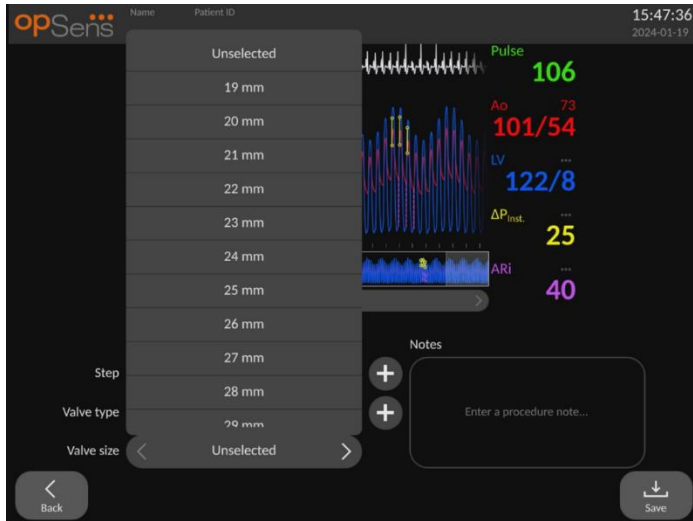 opSens
Name Patient ID
15:47:36
2024-01-19
Unselected
19 mm
20 mm
21 mm
22 mm
23 mm
24 mm
25 mm
26 mm
27 mm
28 mm
29 mm
Pulse
106
Ao 73
101/54
LV ---
122/8
ΔPInst. ---
25
ARi ---
40
Notes
Enter a procedure note...
Step
Valve type
Valve size
Unselected
Back
Save